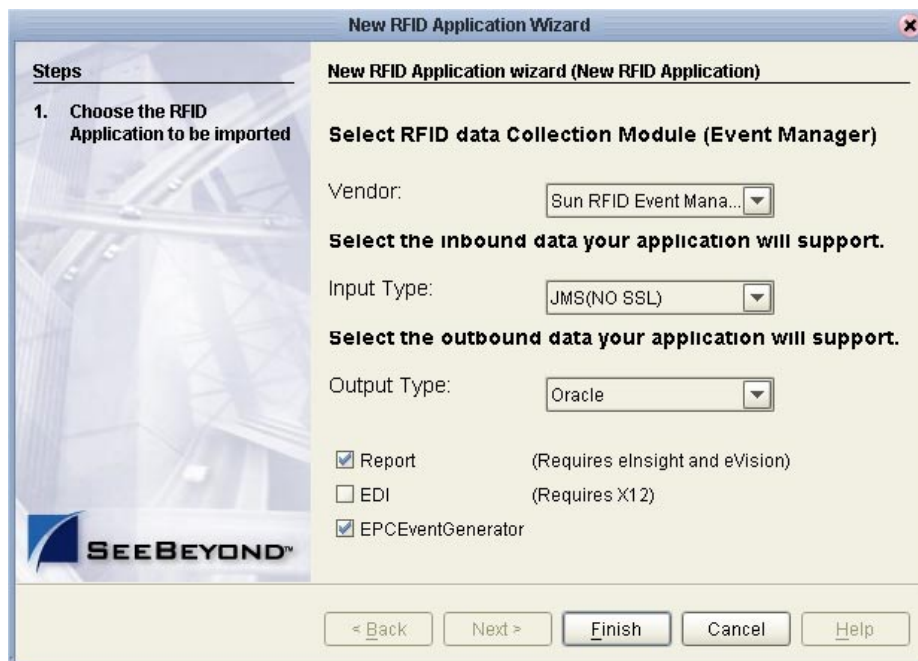 New RFID Application Wizard
Steps
1. Choose the RFID
Application to be imported
New RFID Application wizard (New RFID Application)
Select RFID data Collection Module (Event Manager)
Vendor:
Sun RFID Event Mana...
Select the inbound data your application will support.
Input Type:
JMS(NO SSL)
Select the outbound data your application will support.
Output Type:
Oracle
Report (Requires eInsight and eVision)
EDI (Requires X12)
EPCEventGenerator
SEEBEYOND™
< Back Next > Finish Cancel Help